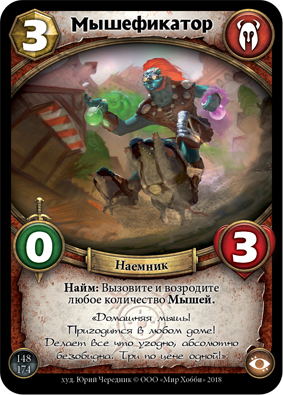 3
Мышефикатор
0
3
Наемник
Найм: Вызовите и возродите
любое количество Мышей.
«Домашняя мышь!
Пригодится в любом доме!
Делает все что угодно, абсолютно
безобидна. Три по цене одной!»
148
174
худ. Юрий Чередник © ООО «Мир Хобби» 2018